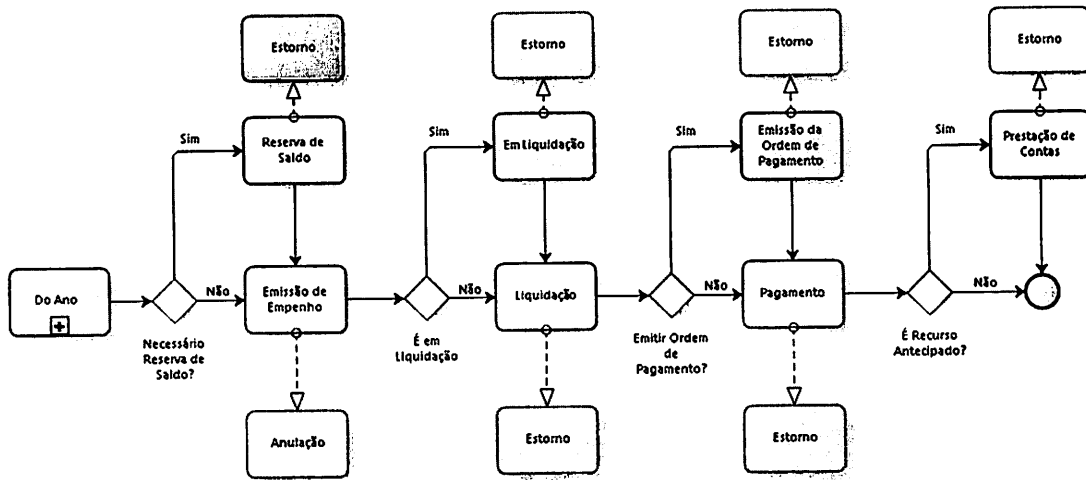 Estorno
Estorno
Estorno
Estorno
Sim
Reserva de
Saldo
Sim
Em Liquidação
Sim
Emissão da
Ordem de
Pagamento
Sim
Prestação de
Contas
Do Ano
Não
Emissão de
Empenho
Não
Liquidação
Não
Pagamento
Não
Necessário
Reserva de
Saldo?
É em
Liquidação
Emitir Ordem
de
Pagamento?
É Recurso
Antecipado?
Anulação
Estorno
Estorno